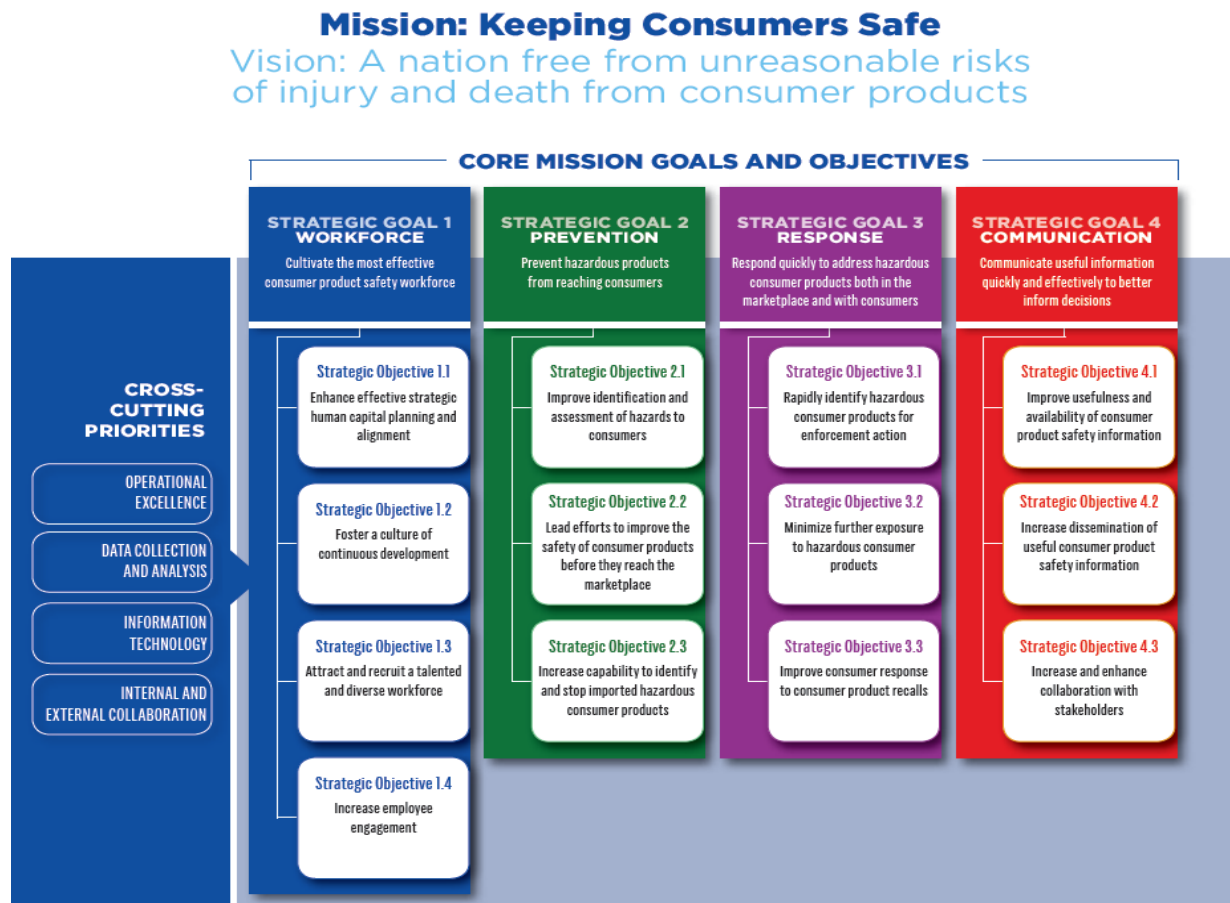 Mission: Keeping Consumers Safe
Vision: A nation free from unreasonable risks
of injury and death from consumer products
CORE MISSION GOALS AND OBJECTIVES
CROSS-
CUTTING
PRIORITIES
OPERATIONAL
EXCELLENCE
DATA COLLECTION
AND ANALYSIS
INFORMATION
TECHNOLOGY
INTERNAL AND
EXTERNAL COLLABORATION
STRATEGIC GOAL 1
WORKFORCE
Cultivate the most effective
consumer product safety workforce
Strategic Objective 1.1
Enhance effective strategic
human capital planning and
alignment
Strategic Objective 1.2
Foster a culture of
continuous development
Strategic Objective 1.3
Attract and recruit a talented
and diverse workforce
Strategic Objective 1.4
Increase employee
engagement
STRATEGIC GOAL 2
PREVENTION
Prevent hazardous products
from reaching consumers
Strategic Objective 2.1
Improve identification and
assessment of hazards to
consumers
Strategic Objective 2.2
Lead efforts to improve the
safety of consumer products
before they reach the
marketplace
Strategic Objective 2.3
Increase capability to identify
and stop imported hazardous
consumer products
STRATEGIC GOAL 3
RESPONSE
Respond quickly to address hazardous
consumer products both in the
marketplace and with consumers
Strategic Objective 3.1
Rapidly identify hazardous
consumer products for
enforcement action
Strategic Objective 3.2
Minimize further exposure
to hazardous consumer
products
Strategic Objective 3.3
Improve consumer response
to consumer product recalls
STRATEGIC GOAL 4
COMMUNICATION
Communicate useful information
quickly and effectively to better
inform decisions
Strategic Objective 4.1
Improve usefulness and
availability of consumer
product safety information
Strategic Objective 4.2
Increase dissemination of
useful consumer product
safety information
Strategic Objective 4.3
Increase and enhance
collaboration with
stakeholders